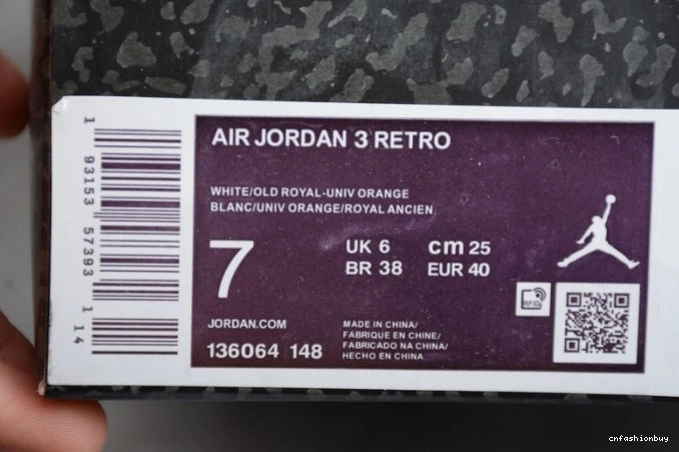 AIR JORDAN 3 RETRO
WHITE/OLD ROYAL-UNIV ORANGE
BLANC/UNIV ORANGE/ROYAL ANCIEN
7
UK 6 cm 25
BR 38 EUR 40
RFID
JORDAN.COM
136064 148
MADE IN CHINA/
FABRIQUE EN CHINE/
FABRICADO NA CHINA/
HECHO EN CHINA
1 93153 57393 1 14
cnfashionbuy